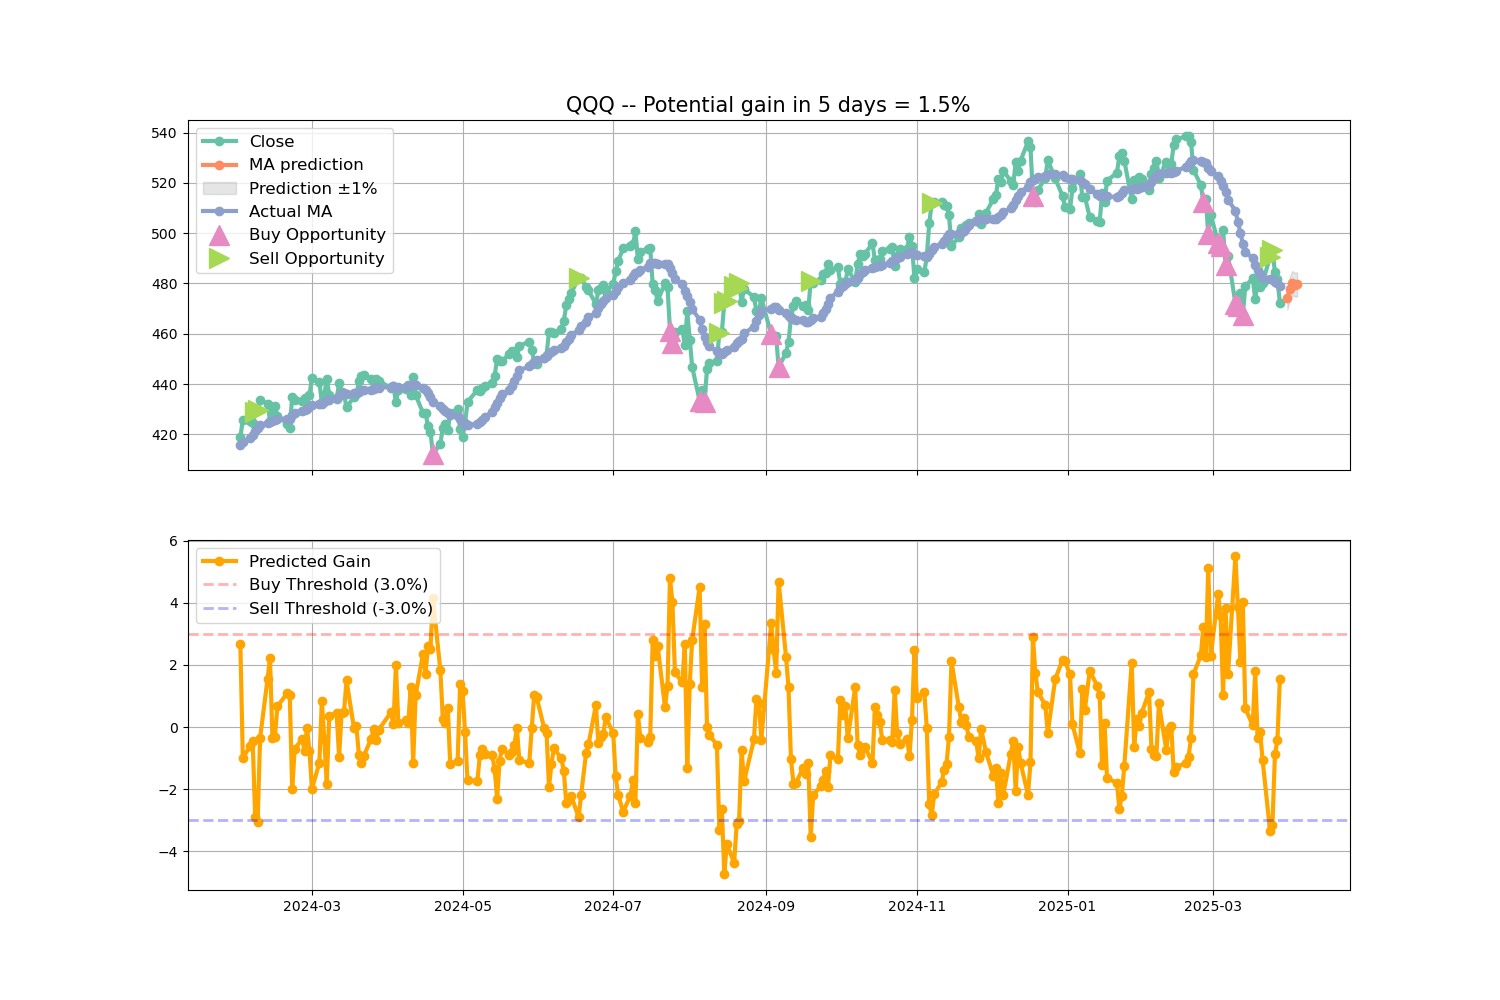 QQQ -- Potential gain in 5 days = 1.5%
540
520
500
480
460
440
420
Close
MA prediction
Prediction ±1%
Actual MA
Buy Opportunity
Sell Opportunity
6
4
2
0
−2
−4
Predicted Gain
Buy Threshold (3.0%)
Sell Threshold (-3.0%)
2024-03
2024-05
2024-07
2024-09
2024-11
2025-01
2025-03